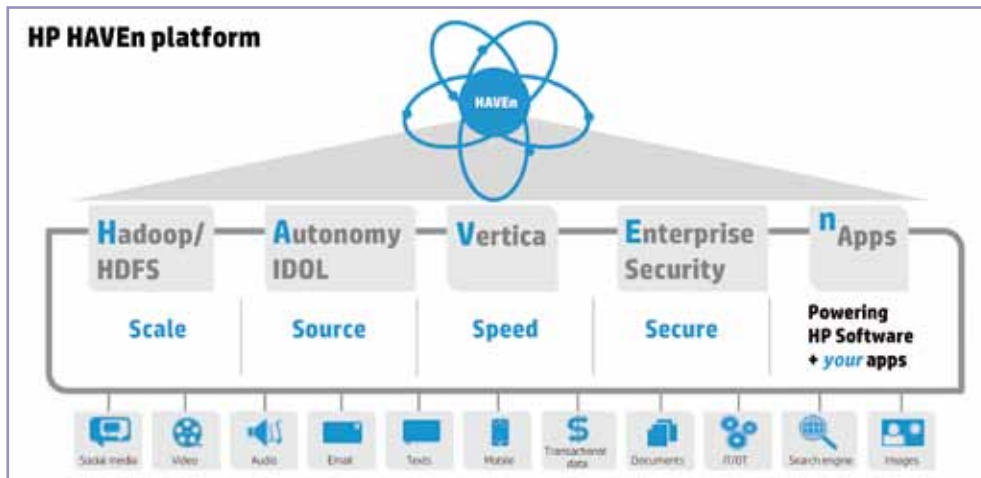 HP HAVEn platform
HAVEn
Hadoop/
HDFS
Autonomy
IDOL
Vertica
Enterprise
Security
n Apps
Scale
Source
Speed
Secure
Powering
HP Software
+ your apps
Social media
Video
Audio
Email
Texts
Mobile
Transactional
data
Documents
IT/OT
Search engine
Images